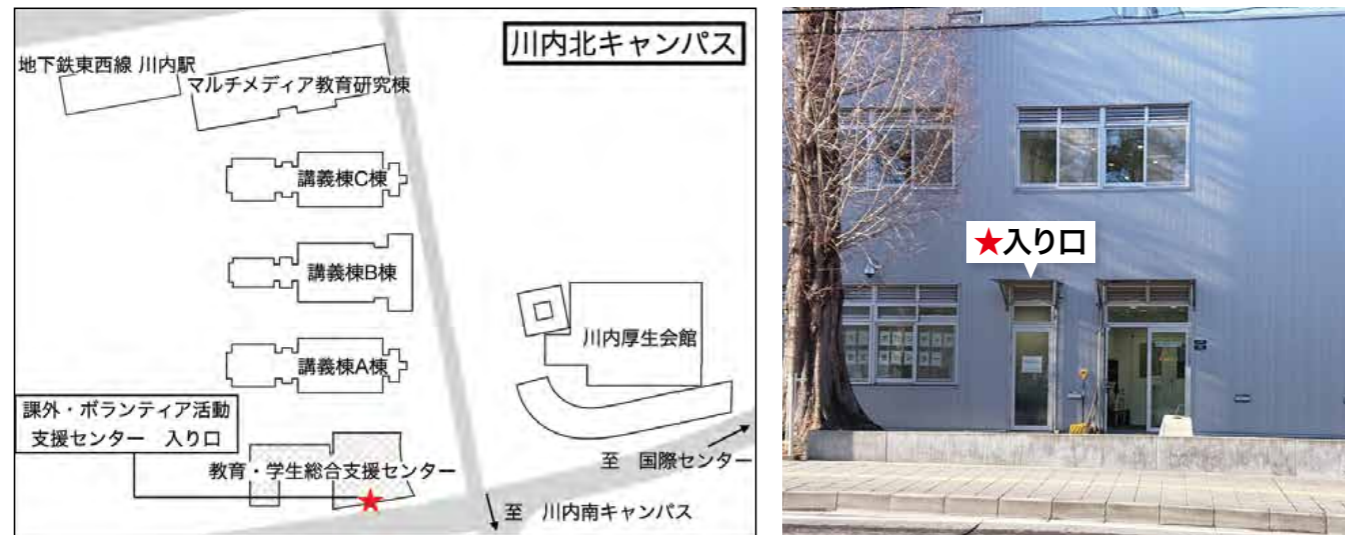 川内北キャンパス
地下鉄東西線 川内駅
マルチメディア教育研究棟
講義棟C棟
講義棟B棟
川内厚生会館
講義棟A棟
課外・ボランティア活動
支援センター　入り口
教育・学生総合支援センター
★
至　国際センター
至　川内南キャンパス
★入り口